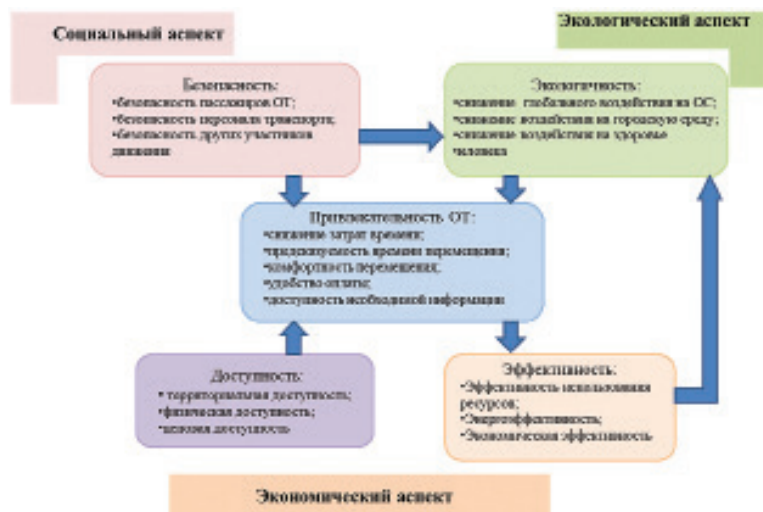 Социальный аспект
Экологический аспект
Безопасность:
•безопасность пассажиров ОТ;
•безопасность персонала транспорта;
•безопасность других участников
движения
Экологичность:
•снижение глобального воздействия на ОС;
•снижение воздействия на городскую среду;
•снижение воздействия на здоровье
человека
Привлекательность ОТ:
•снижение затрат времени;
•предсказуемость времени перемещения;
•комфортность перемещения;
•удобство оплаты;
•доступность необходимой информации
Доступность:
• территориальная доступность;
•физическая доступность;
•ценовая доступность
Эффективность:
•Эффективность использования
ресурсов;
•Энергоэффективность;
•Экономическая эффективность
Экономический аспект